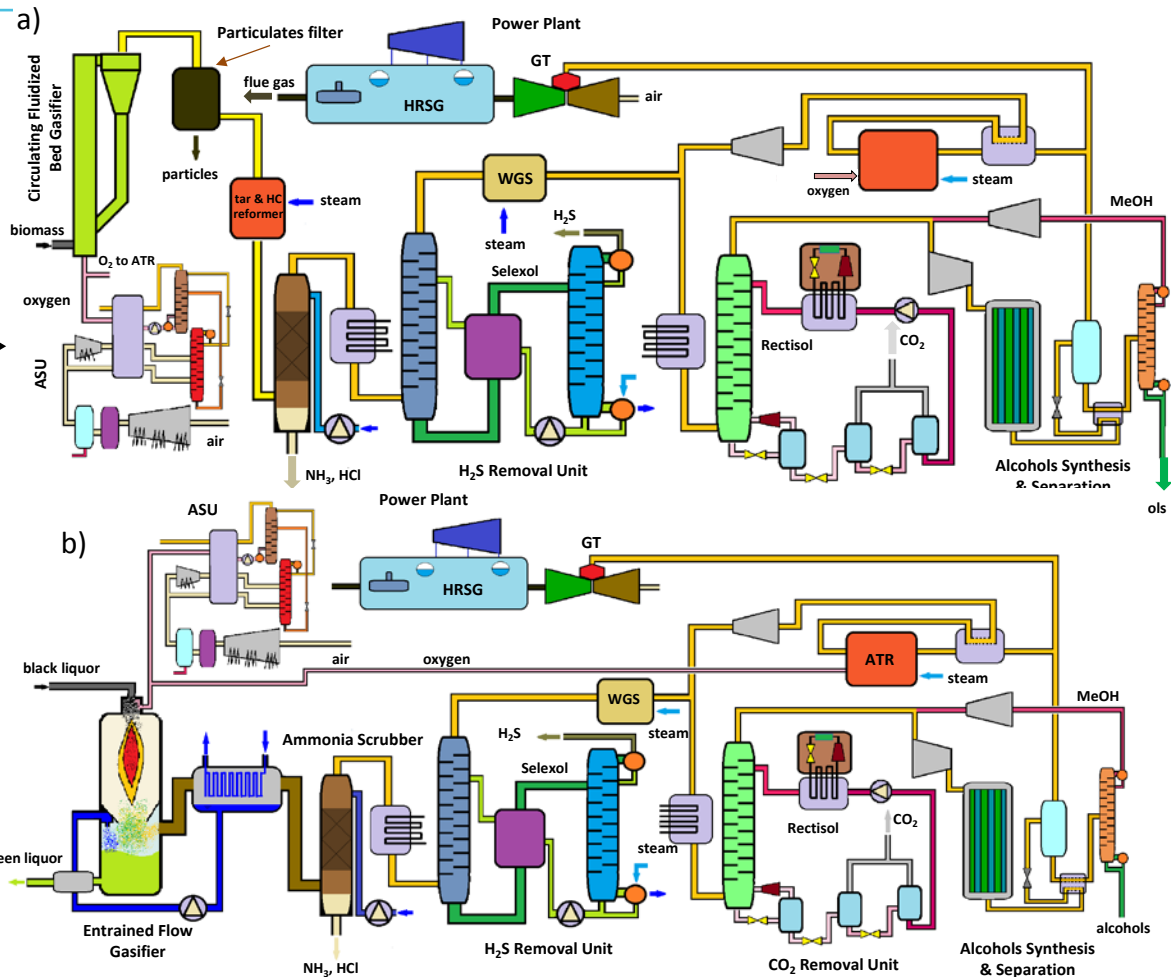 a)
Particulates filter
Power Plant
GT
flue gas
HRSG
air
Circulating Fluidized
Bed Gasifier
particles
WGS
oxygen
steam
tar & HC
reformer
steam
H2S
MeOH
biomass
steam
O2 to ATR
Selexol
oxygen
Rectisol
CO2
ASU
air
NH3, HCl
H2S Removal Unit
Alcohols Synthesis
& Separation
ols
b)
ASU
Power Plant
GT
HRSG
air
black liquor
oxygen
ATR
steam
WGS
MeOH
Ammonia Scrubber
H2S
steam
Selexol
Rectisol
CO2
steam
een liquor
Entrained Flow
Gasifier
NH3, HCl
H2S Removal Unit
CO2 Removal Unit
alcohols
Alcohols Synthesis
& Separation